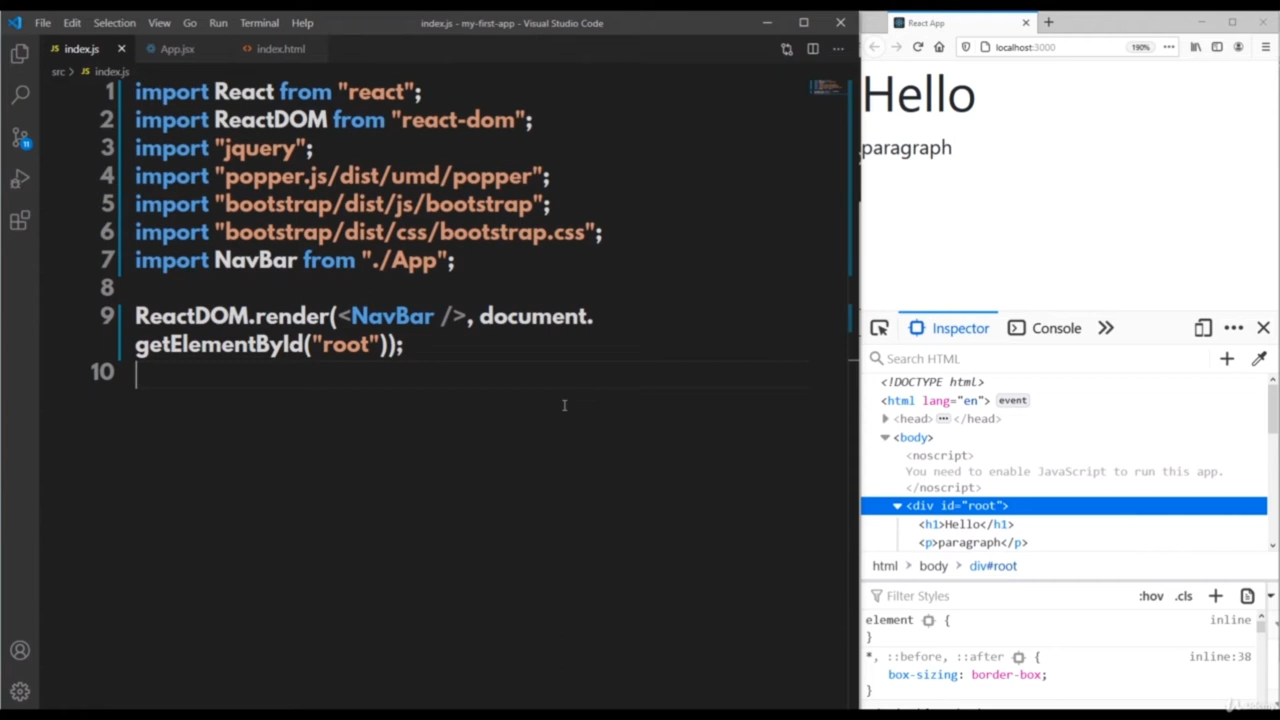 File Edit Selection View Go Run Terminal Help
index.js - my-first-app - Visual Studio Code
index.js App.jsx index.html
src > index.js
1 import React from "react";
2 import ReactDOM from "react-dom";
3 import "jquery";
4 import "popper.js/dist/umd/popper";
5 import "bootstrap/dist/js/bootstrap";
6 import "bootstrap/dist/css/bootstrap.css";
7 import NavBar from "./App";
8
9 ReactDOM.render(<NavBar />, document.
getElementById("root"));
10
11
React App
localhost:3000 190%
Hello
paragraph
Inspector Console
Search HTML
<!DOCTYPE html>
<html lang="en"> event
<head> ••• </head>
<body>
<noscript>
You need to enable JavaScript to run this app.
</noscript>
<div id="root">
<h1>Hello</h1>
<p>paragraph</p>
html > body > div#root
Filter Styles :hov .cls
element { inline
}
*, ::before, ::after { inline:38
box-sizing: border-box;
}